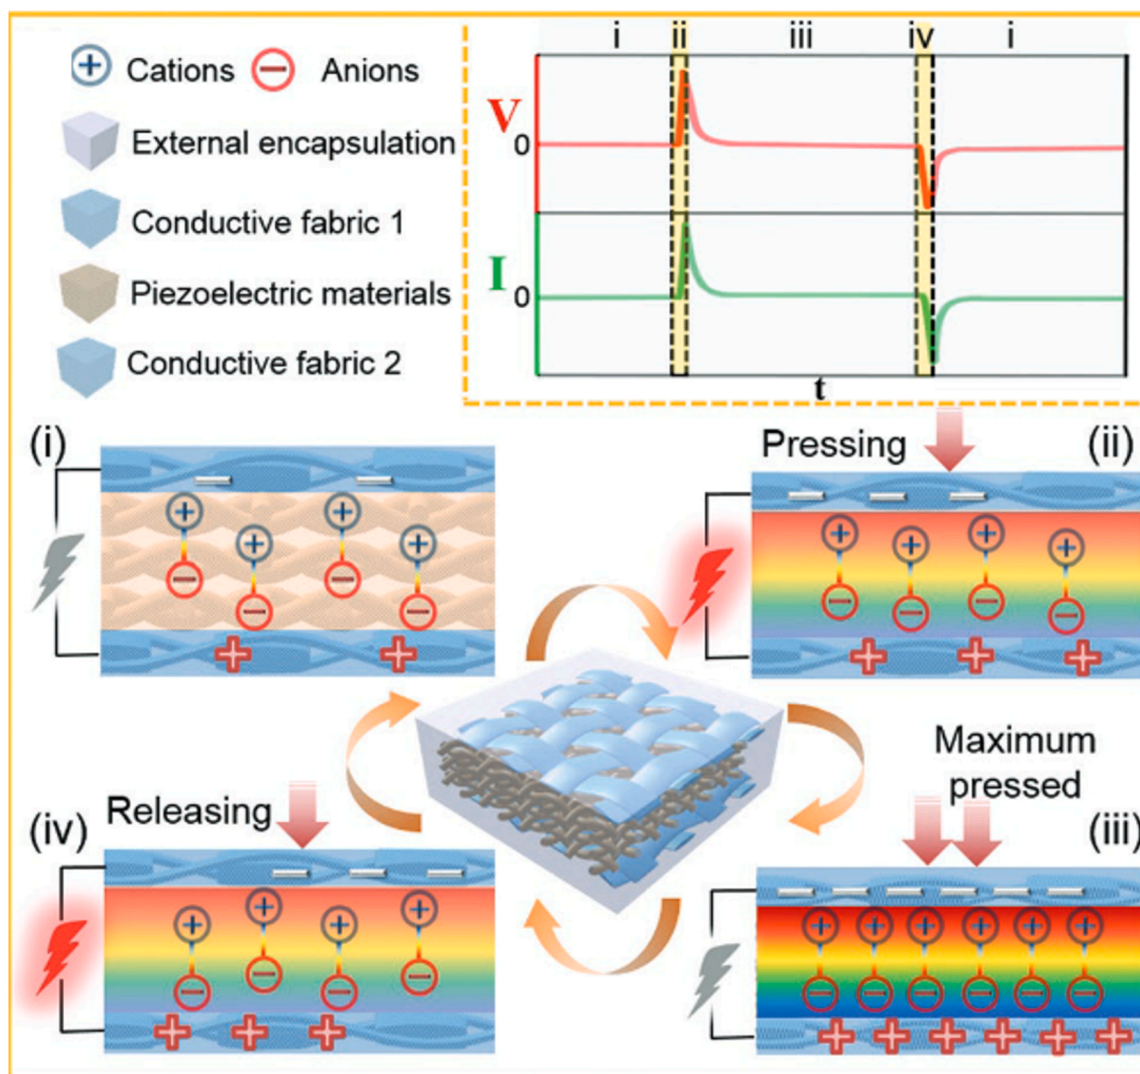 Cations
Anions
External encapsulation
Conductive fabric 1
Piezoelectric materials
Conductive fabric 2
i ii iii iv i
V
0
I
0
t
(i)
Pressing
(ii)
Maximum
pressed
(iii)
Releasing
(iv)